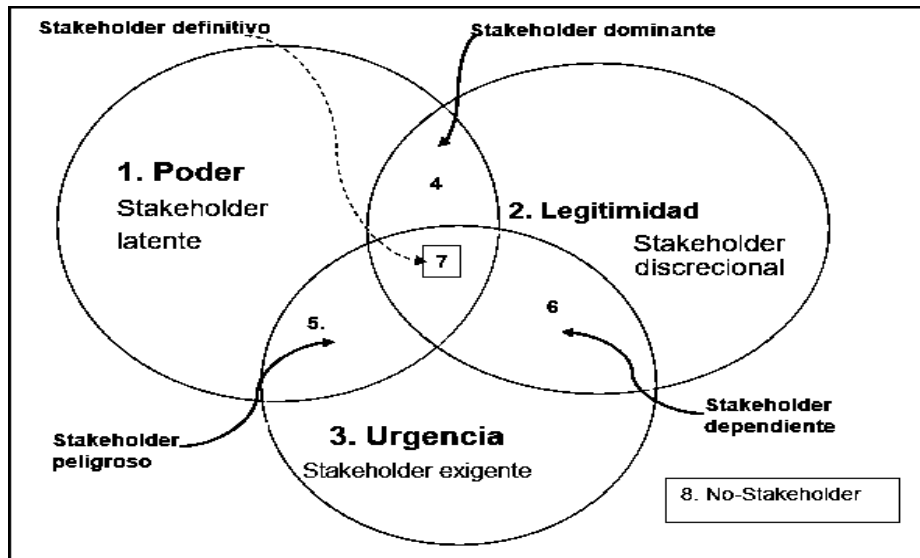 Stakeholder definitivo
Stakeholder dominante
1. Poder
Stakeholder
latente
4
2. Legitimidad
Stakeholder
discrecional
7
5.
6
Stakeholder
peligroso
3. Urgencia
Stakeholder exigente
Stakeholder
dependiente
8. No-Stakeholder